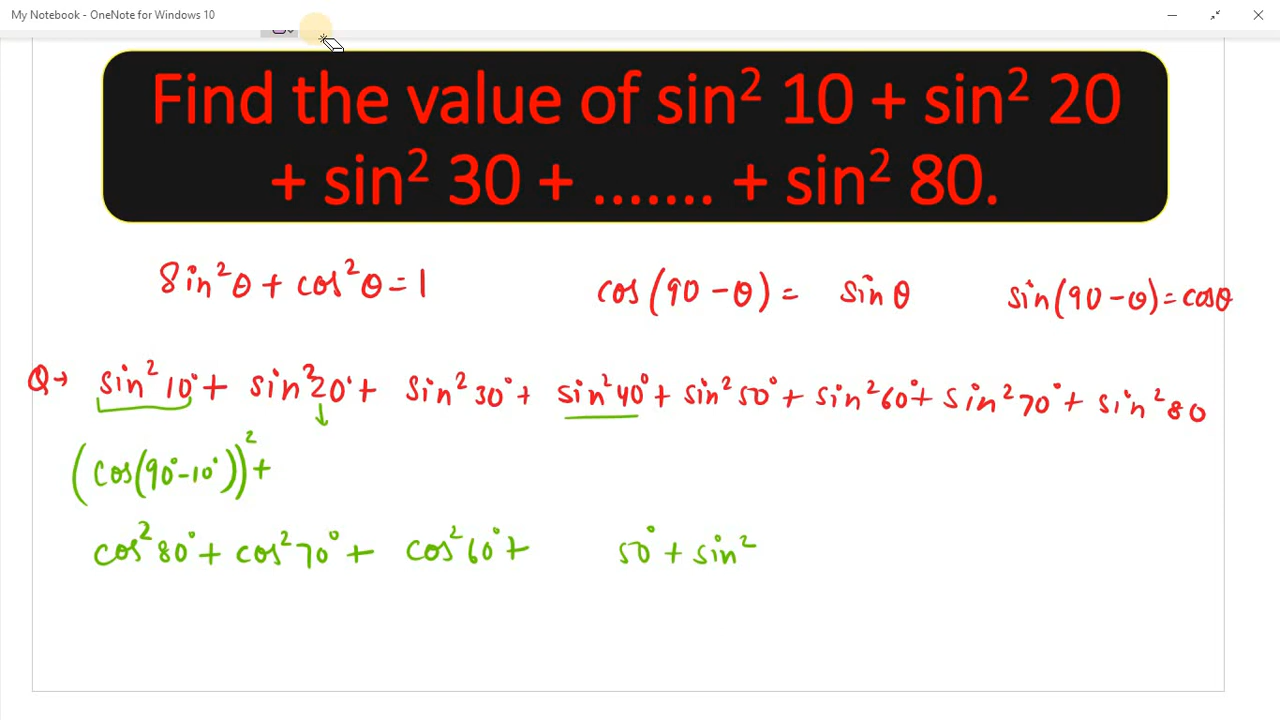 My Notebook - OneNote for Windows 10
Find the value of sin² 10 + sin² 20
+ sin² 30 + ....... + sin² 80.
sin²θ + cos²θ = 1 cos(90 - θ) = sin θ sin(90 - θ) = cosθ
Q→ sin²10° + sin²20° + sin²30° + sin²40° + sin²50° + sin²60° + sin²70° + sin²80
(cos(90°-10°))² +
cos²80° + cos²70° + cos²60° + 50° + sin²